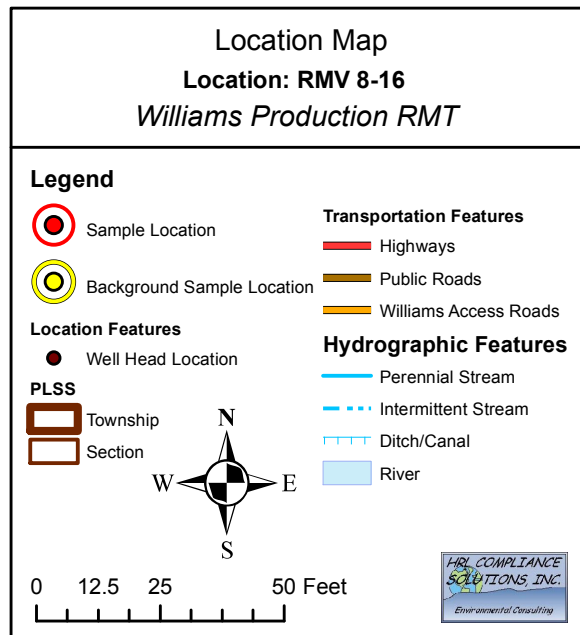 Location Map
Location: RMV 8-16
Williams Production RMT
Legend
Sample Location
Background Sample Location
Location Features
Well Head Location
PLSS
Township
Section
Transportation Features
Highways
Public Roads
Williams Access Roads
Hydrographic Features
Perennial Stream
Intermittent Stream
Ditch/Canal
River
N
W E
S
0 12.5 25 50 Feet
HRL COMPLIANCE
SOLUTIONS, INC.
Environmental Consulting